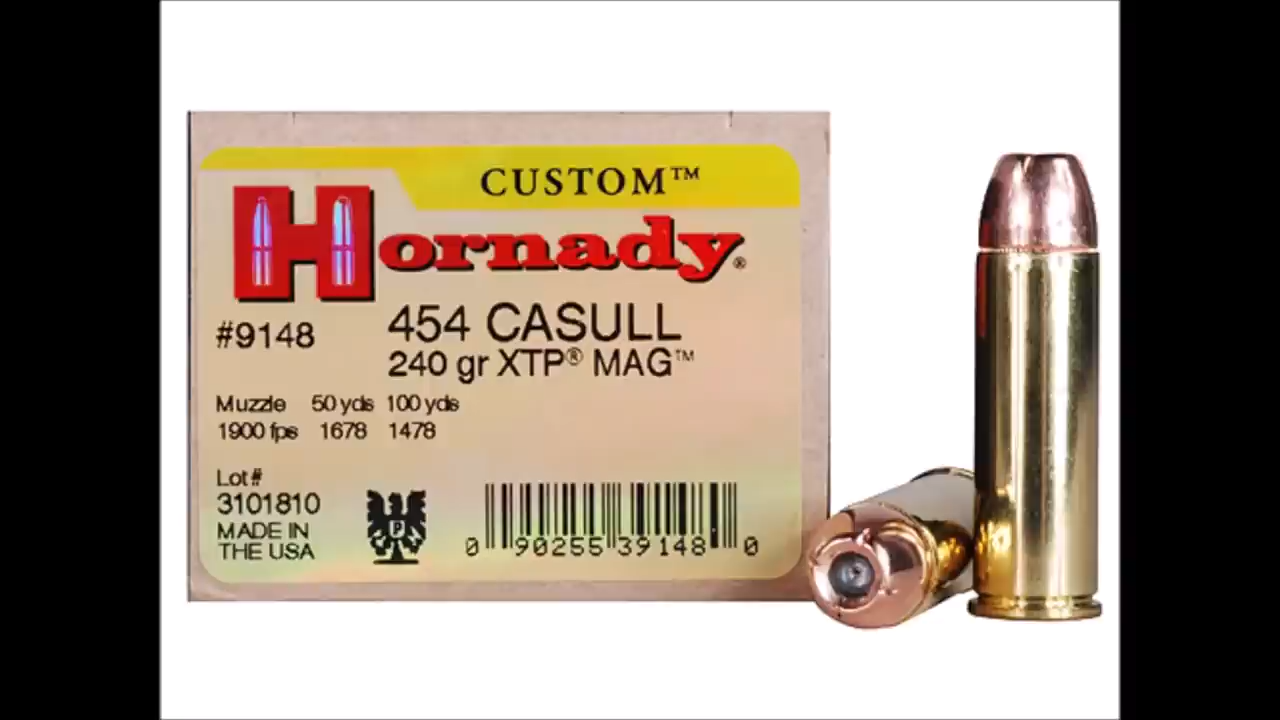 CUSTOM™
Hornady®
#9148
454 CASULL
240 gr XTP® MAG™
Muzzle 50 yds 100 yds
1900 fps 1678 1478
Lot#
3101810
MADE IN
THE USA
P
0 90255 39148 0